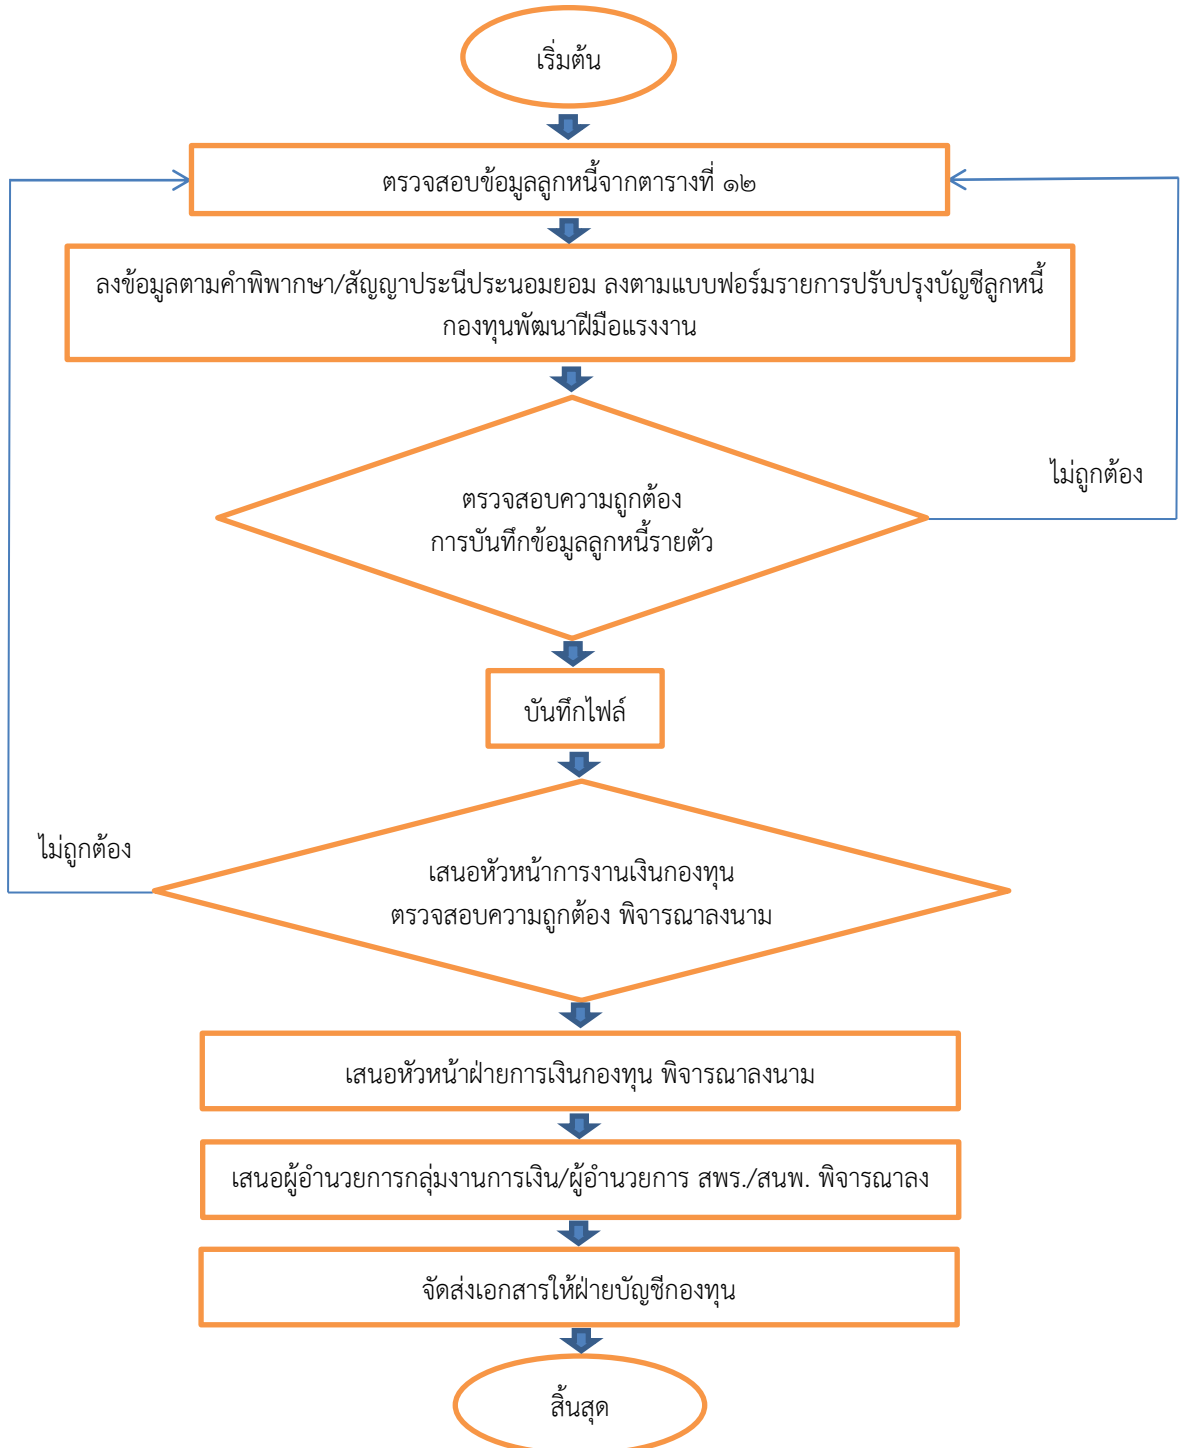 เริ่มต้น
ตรวจสอบข้อมูลลูกหนี้จากตารางที่ ๑๒
ลงข้อมูลตามคำพิพากษา/สัญญาประนีประนอมยอม ลงตามแบบฟอร์มรายการปรับปรุงบัญชีลูกหนี้
กองทุนพัฒนาฝีมือแรงงาน
ไม่ถูกต้อง
ตรวจสอบความถูกต้อง
การบันทึกข้อมูลลูกหนี้รายตัว
บันทึกไฟล์
ไม่ถูกต้อง
เสนอหัวหน้าการงานเงินกองทุน
ตรวจสอบความถูกต้อง พิจารณาลงนาม
เสนอหัวหน้าฝ่ายการเงินกองทุน พิจารณาลงนาม
เสนอผู้อำนวยการกลุ่มงานการเงิน/ผู้อำนวยการ สพร./สนพ. พิจารณาลง
จัดส่งเอกสารให้ฝ่ายบัญชีกองทุน
สิ้นสุด